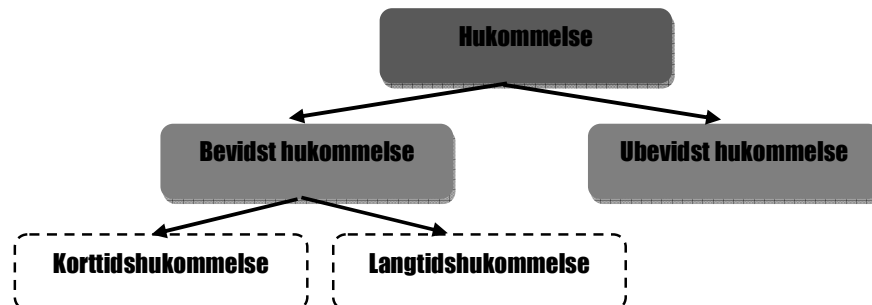 Hukommelse
Bevidst hukommelse
Ubevidst hukommelse
Korttidshukommelse
Langtidshukommelse